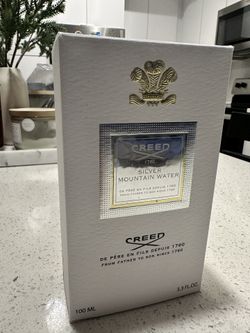 CREED
1760
SILVER
MOUNTAIN WATER
DE PÈRE EN FILS DEPUIS 1760
FROM FATHER TO SON SINCE 1760
CREED
DE PÈRE EN FILS DEPUIS 1760
FROM FATHER TO SON SINCE 1760
100 ML
3.3 FL.OZ.